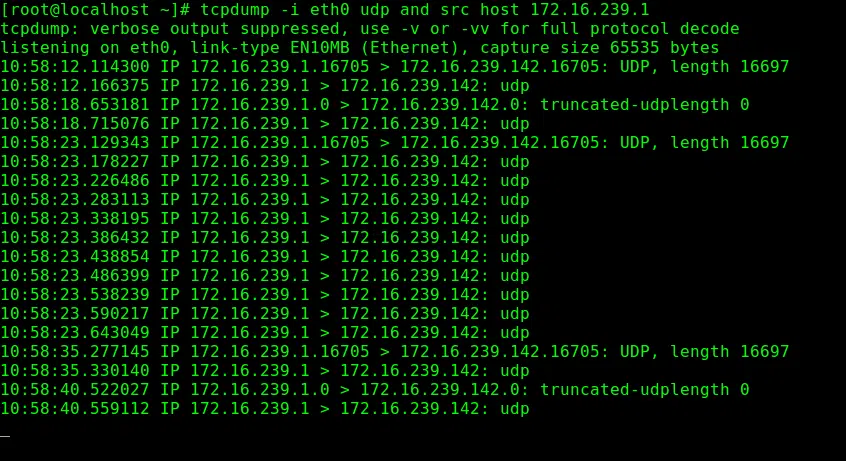 [root@localhost ~]# tcpdump -i eth0 udp and src host 172.16.239.1
tcpdump: verbose output suppressed, use -v or -vv for full protocol decode
listening on eth0, link-type EN10MB (Ethernet), capture size 65535 bytes
10:58:12.114300 IP 172.16.239.1.16705 > 172.16.239.142.16705: UDP, length 16697
10:58:12.166375 IP 172.16.239.1 > 172.16.239.142: udp
10:58:18.653181 IP 172.16.239.1.0 > 172.16.239.142.0: truncated-udplength 0
10:58:18.715076 IP 172.16.239.1 > 172.16.239.142: udp
10:58:23.129343 IP 172.16.239.1.16705 > 172.16.239.142.16705: UDP, length 16697
10:58:23.178227 IP 172.16.239.1 > 172.16.239.142: udp
10:58:23.226486 IP 172.16.239.1 > 172.16.239.142: udp
10:58:23.283113 IP 172.16.239.1 > 172.16.239.142: udp
10:58:23.338195 IP 172.16.239.1 > 172.16.239.142: udp
10:58:23.386432 IP 172.16.239.1 > 172.16.239.142: udp
10:58:23.438854 IP 172.16.239.1 > 172.16.239.142: udp
10:58:23.486399 IP 172.16.239.1 > 172.16.239.142: udp
10:58:23.538239 IP 172.16.239.1 > 172.16.239.142: udp
10:58:23.590217 IP 172.16.239.1 > 172.16.239.142: udp
10:58:23.643049 IP 172.16.239.1 > 172.16.239.142: udp
10:58:35.277145 IP 172.16.239.1.16705 > 172.16.239.142.16705: UDP, length 16697
10:58:35.330140 IP 172.16.239.1 > 172.16.239.142: udp
10:58:40.522027 IP 172.16.239.1.0 > 172.16.239.142.0: truncated-udplength 0
10:58:40.559112 IP 172.16.239.1 > 172.16.239.142: udp